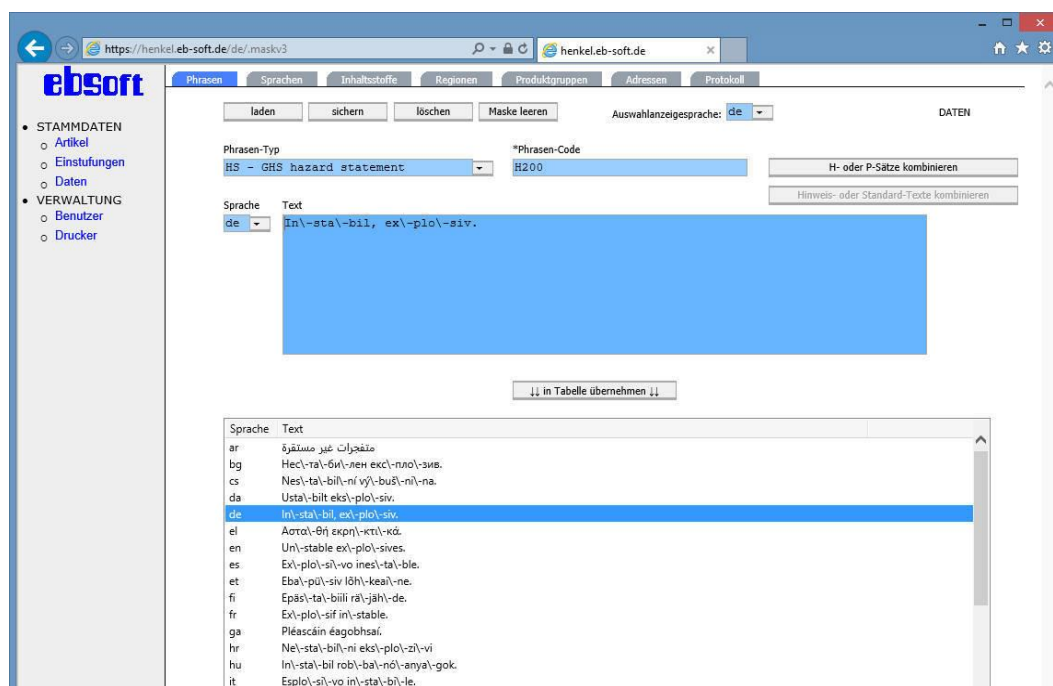 https://henkel.eb-soft.de/de/.maskv3
henkel.eb-soft.de
ebsoft
STAMMDATEN
Artikel
Einstufungen
Daten
VERWALTUNG
Benutzer
Drucker
Phrasen Sprachen Inhaltsstoffe Regionen Produktgruppen Adressen Protokoll
laden sichern löschen Maske leeren Auswahlanzeigesprache: de DATEN
Phrasen-Typ *Phrasen-Code
HS - GHS hazard statement H200 H- oder P-Sätze kombinieren
Hinweis- oder Standard-Texte kombinieren
Sprache Text
de In\-sta\-bil, ex\-plo\-siv.
↓↓ in Tabelle übernehmen ↓↓
Sprache Text
ar متفجرات غير مستقرة
bg Нес\-та\-би\-лен екс\-пло\-зив.
cs Nes\-ta\-bil\-ní vý\-buš\-ni\-na.
da Usta\-bilt eks\-plo\-siv.
de In\-sta\-bil, ex\-plo\-siv.
el Αστα\-θή εκρη\-κτι\-κά.
en Un\-stable ex\-plo\-sives.
es Ex\-plo\-si\-vo ines\-ta\-ble.
et Eba\-pü\-siv lõh\-keai\-ne.
fi Epäs\-ta\-biili rä\-jäh\-de.
fr Ex\-plo\-sif in\-stable.
ga Pléascáin éagobhsaí.
hr Ne\-sta\-bil\-ni eks\-plo\-zi\-vi
hu In\-sta\-bil rob\-ba\-nó\-anya\-gok.
it Esplo\-si\-vo in\-sta\-bi\-le.